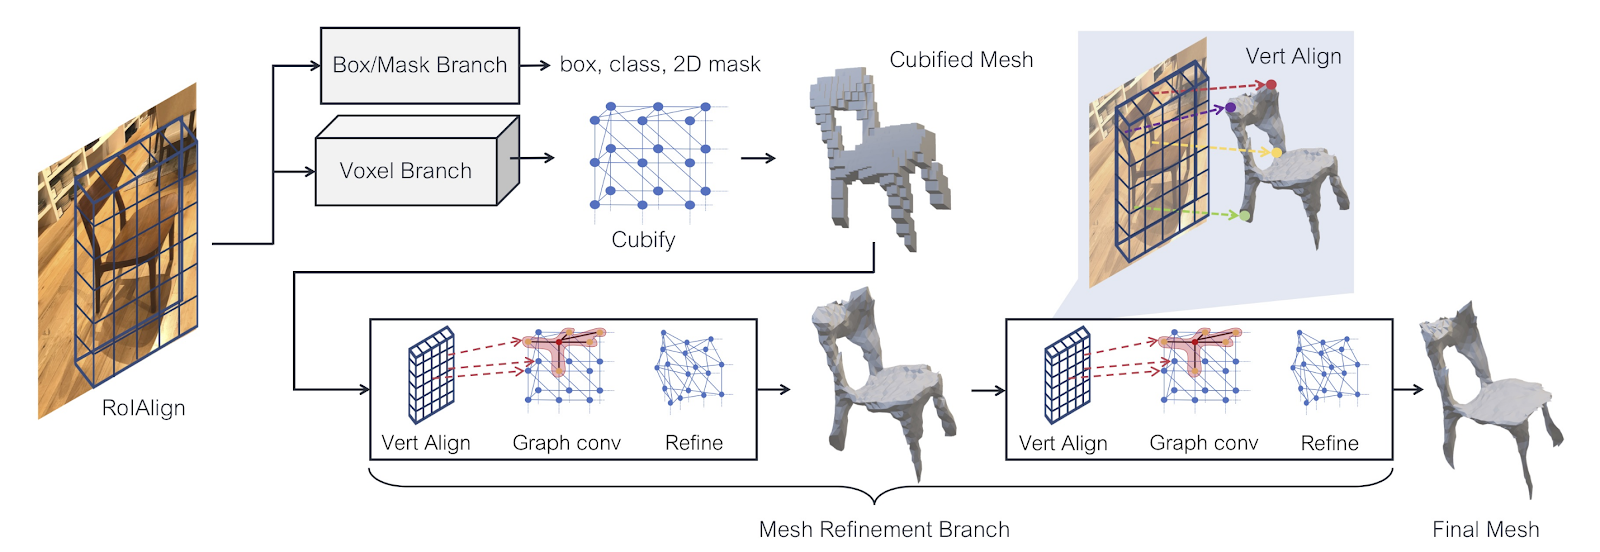 Box/Mask Branch
box, class, 2D mask
Cubified Mesh
Vert Align
Voxel Branch
Cubify
RoIAlign
Vert Align
Graph conv
Refine
Vert Align
Graph conv
Refine
Mesh Refinement Branch
Final Mesh